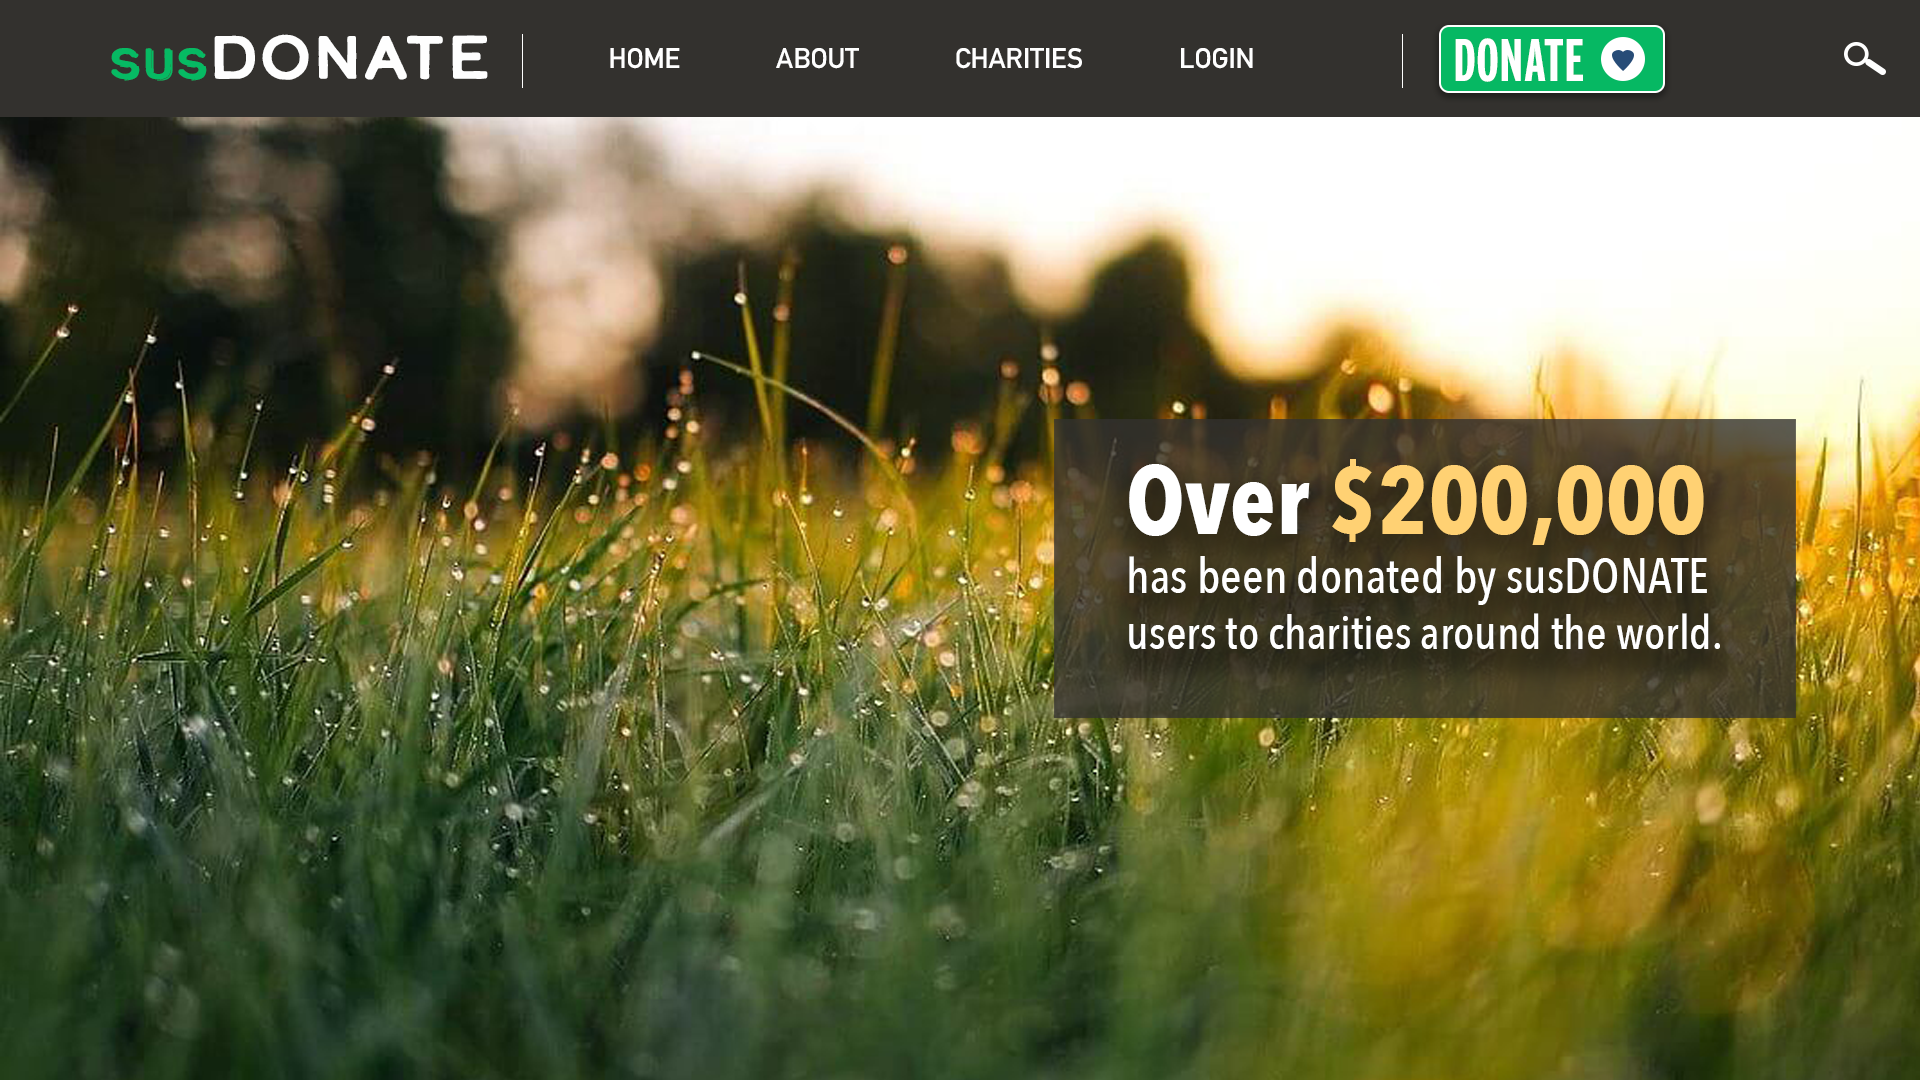 susDONATE
HOME ABOUT CHARITIES LOGIN DONATE
Over $200,000
has been donated by susDONATE
users to charities around the world.